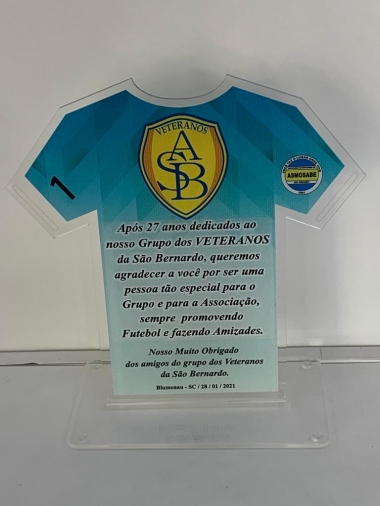 VETERANOS
ASB
1
ASMOSABE
Após 27 anos dedicados ao
nosso Grupo dos VETERANOS
da São Bernardo, queremos
agradecer a você por ser uma
pessoa tão especial para o
Grupo e para a Associação,
sempre promovendo
Futebol e fazendo Amizades.
Nosso Muito Obrigado
dos amigos do grupo dos Veteranos
da São Bernardo.
Blumenau - SC / 28 / 01 / 2021